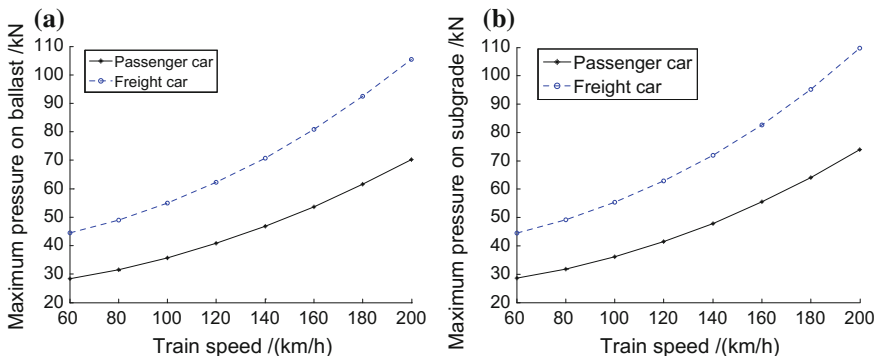 (a)
Maximum pressure on ballast /kN
110
100
90
80
70
60
50
40
30
20
Passenger car
Freight car
60 80 100 120 140 160 180 200
Train speed /(km/h)
(b)
Maximum pressure on subgrade /kN
110
100
90
80
70
60
50
40
30
20
Passenger car
Freight car
60 80 100 120 140 160 180 200
Train speed /(km/h)